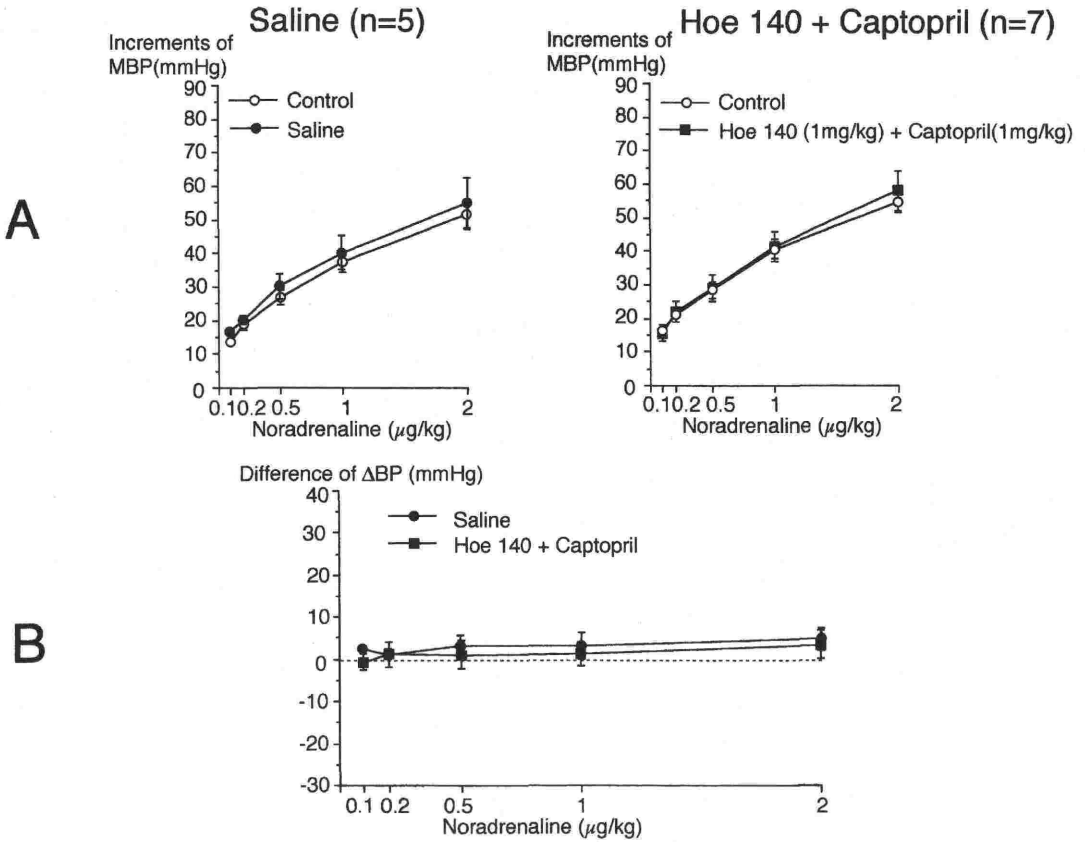 Saline (n=5)
Increments of
MBP(mmHg)
90
80
70
60
50
40
30
20
10
0
Control
Saline
0.1 0.2 0.5 1 2
Noradrenaline (μg/kg)
Hoe 140 + Captopril (n=7)
Increments of
MBP(mmHg)
90
80
70
60
50
40
30
20
10
0
Control
Hoe 140 (1mg/kg) + Captopril(1mg/kg)
0.1 0.2 0.5 1 2
Noradrenaline (μg/kg)
A
Difference of ΔBP (mmHg)
40
30
20
10
0
-10
-20
-30
Saline
Hoe 140 + Captopril
0.1 0.2 0.5 1 2
Noradrenaline (μg/kg)
B